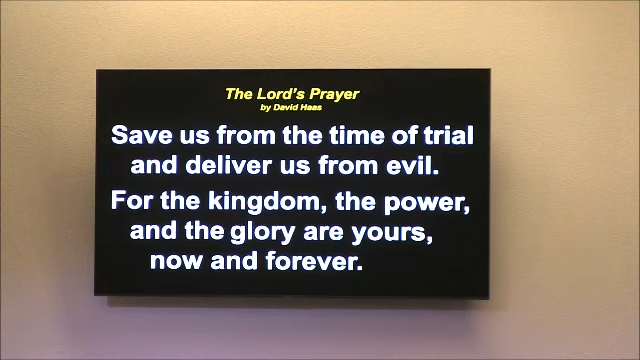 The Lord's Prayer
by David Haas
Save us from the time of trial
and deliver us from evil.
For the kingdom, the power,
and the glory are yours,
now and forever.